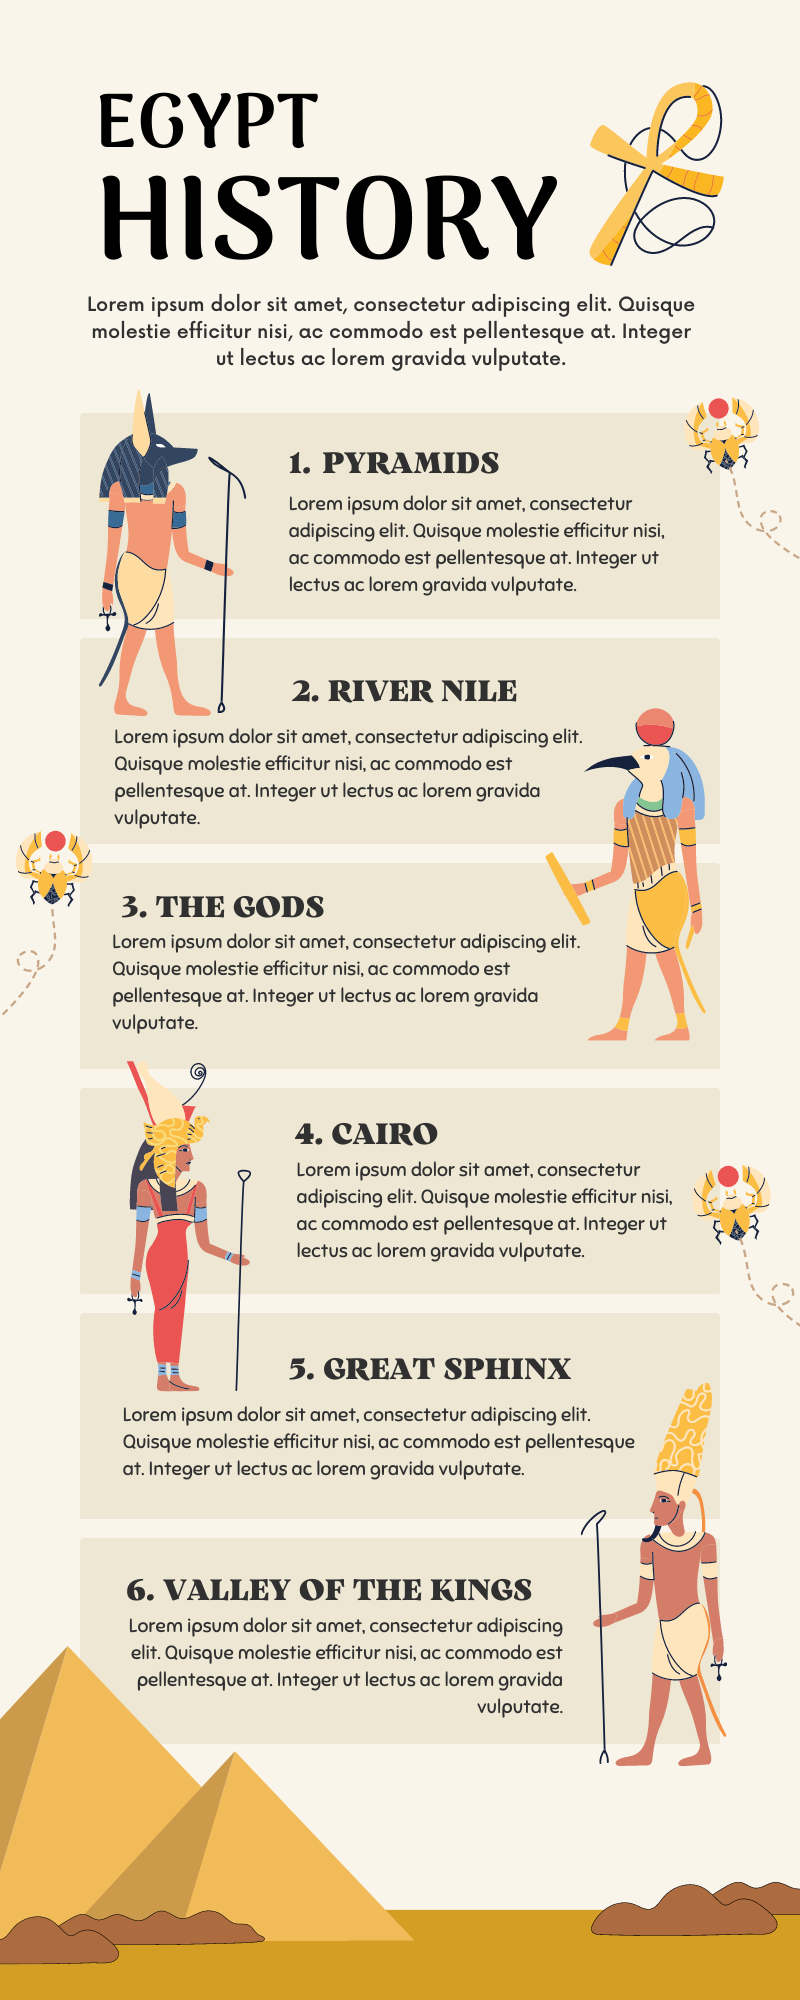 EGYPT
HISTORY
Lorem ipsum dolor sit amet, consectetur adipiscing elit. Quisque
molestie efficitur nisi, ac commodo est pellentesque at. Integer
ut lectus ac lorem gravida vulputate.
1. PYRAMIDS
Lorem ipsum dolor sit amet, consectetur
adipiscing elit. Quisque molestie efficitur nisi,
ac commodo est pellentesque at. Integer ut
lectus ac lorem gravida vulputate.
2. RIVER NILE
Lorem ipsum dolor sit amet, consectetur adipiscing elit.
Quisque molestie efficitur nisi, ac commodo est
pellentesque at. Integer ut lectus ac lorem gravida
vulputate.
3. THE GODS
Lorem ipsum dolor sit amet, consectetur adipiscing elit.
Quisque molestie efficitur nisi, ac commodo est
pellentesque at. Integer ut lectus ac lorem gravida
vulputate.
4. CAIRO
Lorem ipsum dolor sit amet, consectetur
adipiscing elit. Quisque molestie efficitur nisi,
ac commodo est pellentesque at. Integer ut
lectus ac lorem gravida vulputate.
5. GREAT SPHINX
Lorem ipsum dolor sit amet, consectetur adipiscing elit.
Quisque molestie efficitur nisi, ac commodo est pellentesque
at. Integer ut lectus ac lorem gravida vulputate.
6. VALLEY OF THE KINGS
Lorem ipsum dolor sit amet, consectetur adipiscing
elit. Quisque molestie efficitur nisi, ac commodo est
pellentesque at. Integer ut lectus ac lorem gravida
vulputate.